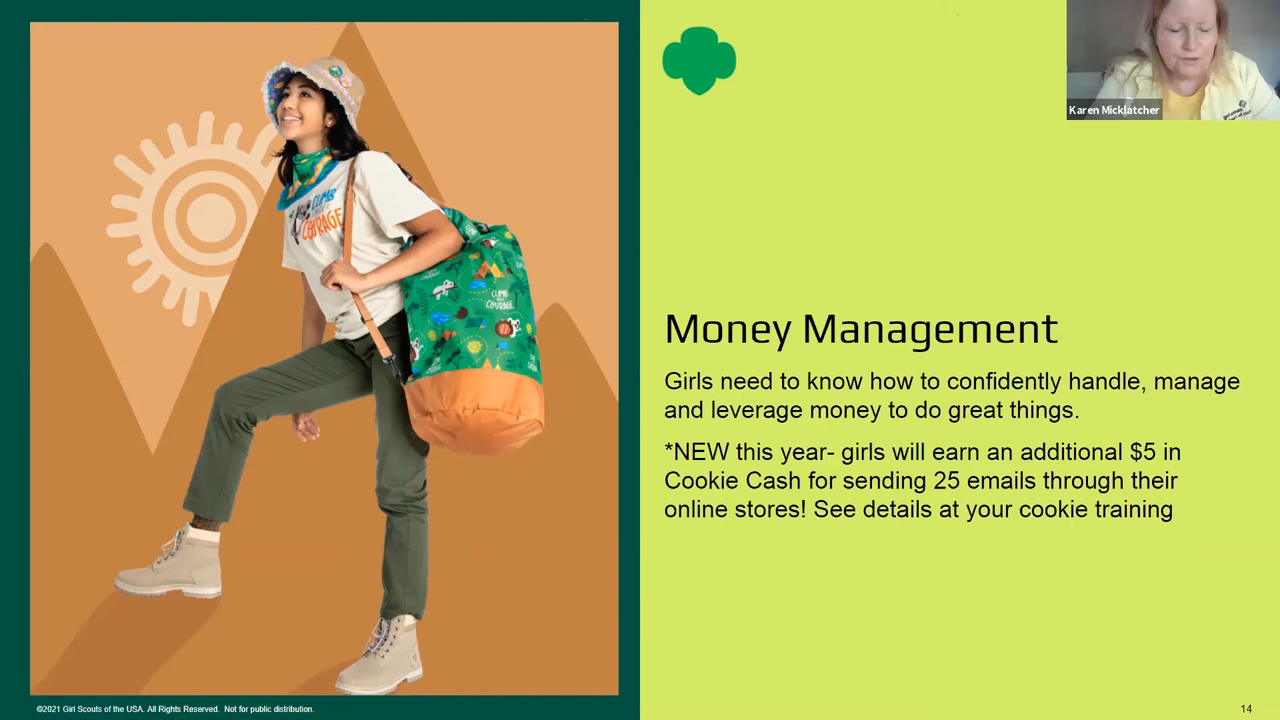 Karen Micklatcher
CLIMB
COURAGE
CLIMB
WITH
COURAGE
Money Management
Girls need to know how to confidently handle, manage
and leverage money to do great things.
*NEW this year- girls will earn an additional $5 in
Cookie Cash for sending 25 emails through their
online stores! See details at your cookie training
©2021 Girl Scouts of the USA. All Rights Reserved. Not for public distribution.
14